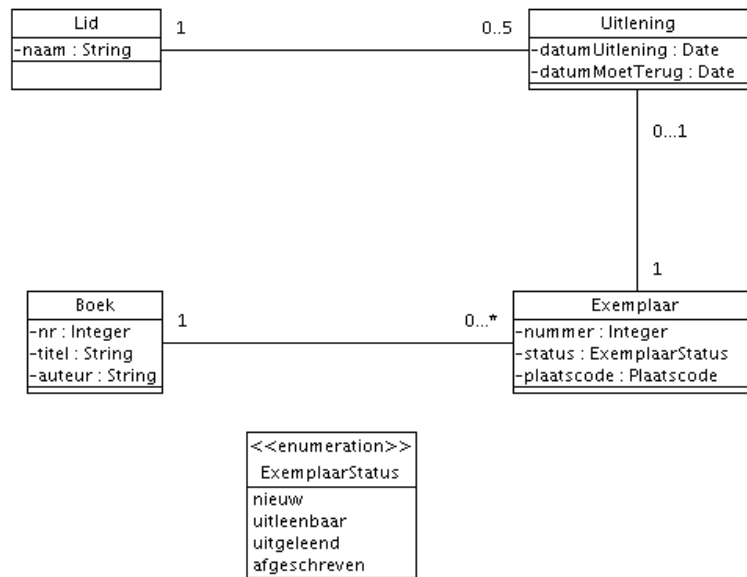 Lid
-naam : String
1
0..5
Uitlening
-datumUitlening : Date
-datumMoetTerug : Date
0...1
1
Boek
-nr : Integer
-titel : String
-auteur : String
1
0...*
Exemplaar
-nummer : Integer
-status : ExemplaarStatus
-plaatscode : Plaatscode
<<enumeration>>
ExemplaarStatus
nieuw
uitleenbaar
uitgeleend
afgeschreven